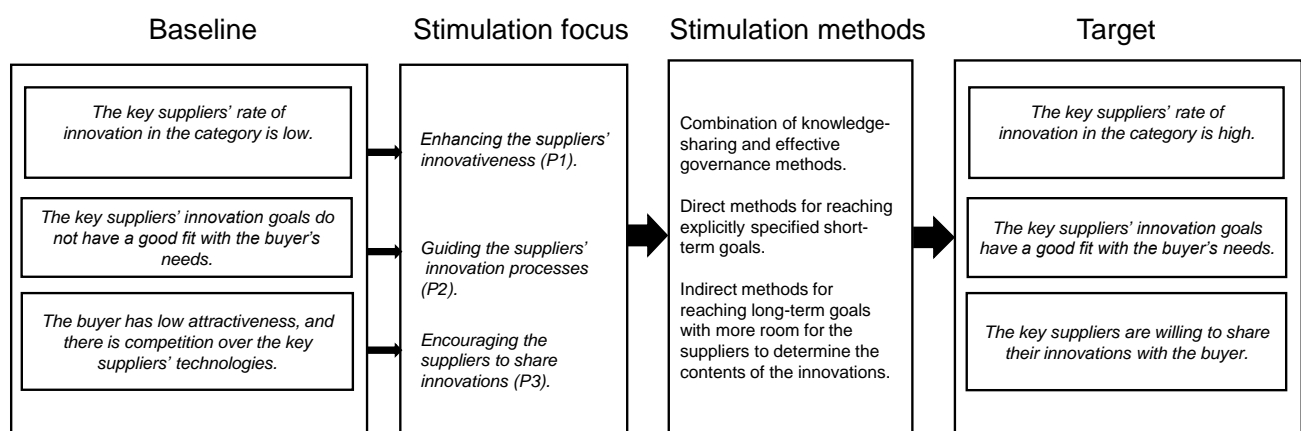 Baseline
Stimulation focus
Stimulation methods
Target
The key suppliers’ rate of
innovation in the category is low.
The key suppliers’ innovation goals do
not have a good fit with the buyer’s
needs.
The buyer has low attractiveness, and
there is competition over the key
suppliers’ technologies.
Enhancing the suppliers’
innovativeness (P1).
Guiding the suppliers’
innovation processes
(P2).
Encouraging the
suppliers to share
innovations (P3).
Combination of knowledge-
sharing and effective
governance methods.
Direct methods for reaching
explicitly specified short-
term goals.
Indirect methods for
reaching long-term goals
with more room for the
suppliers to determine the
contents of the innovations.
The key suppliers’ rate of
innovation in the category is high.
The key suppliers’ innovation goals
have a good fit with the buyer’s needs.
The key suppliers are willing to share
their innovations with the buyer.